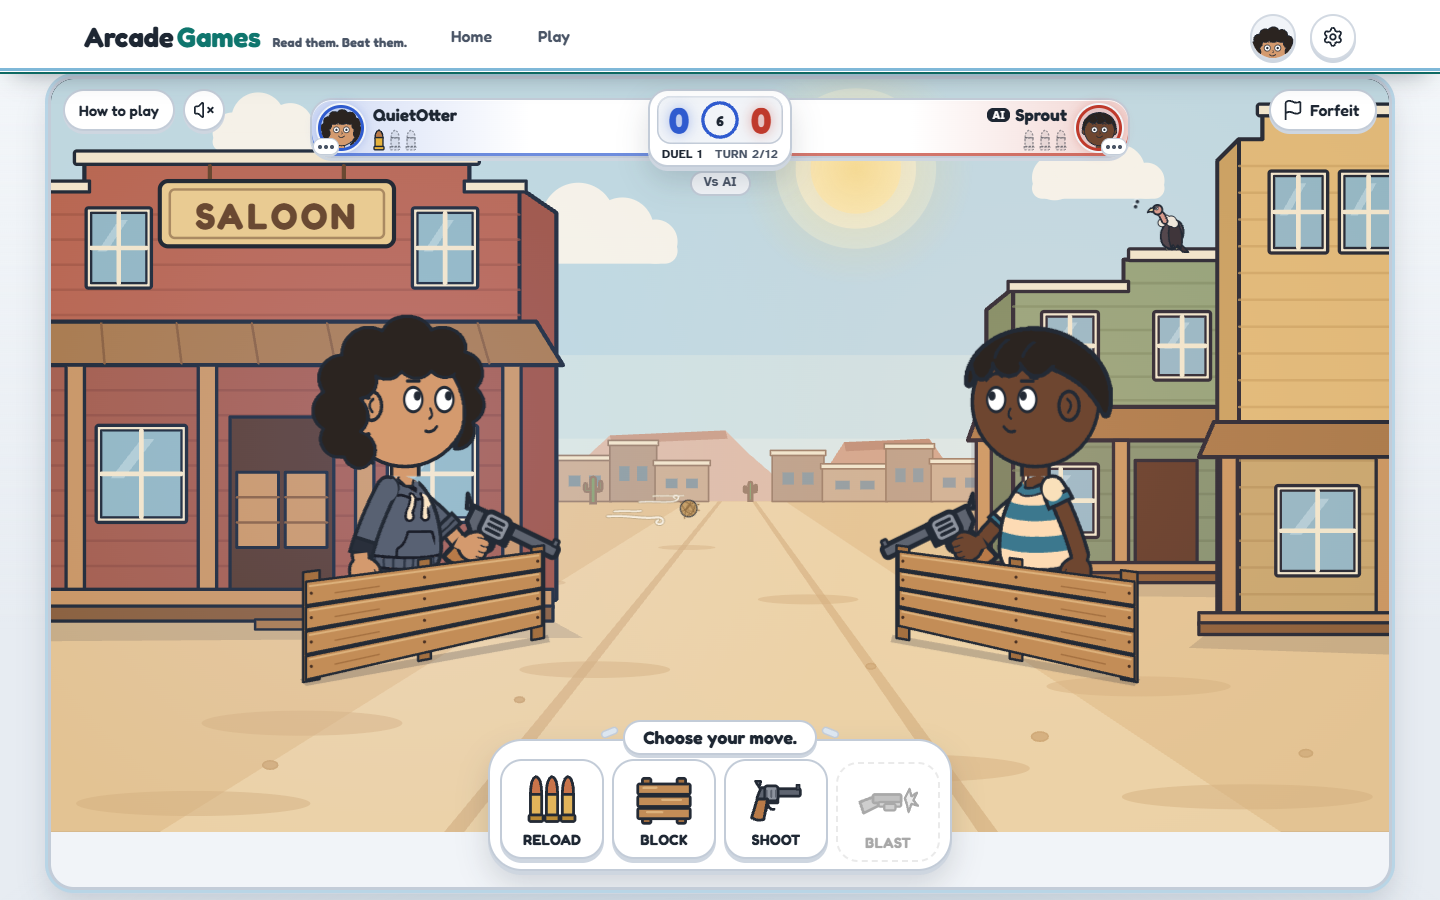 Arcade Games Read them. Beat them. Home Play
How to play
QuietOtter
0 6 0
DUEL 1 TURN 2/12
Vs AI
AI Sprout
Forfeit
SALOON
Choose your move.
RELOAD BLOCK SHOOT BLAST